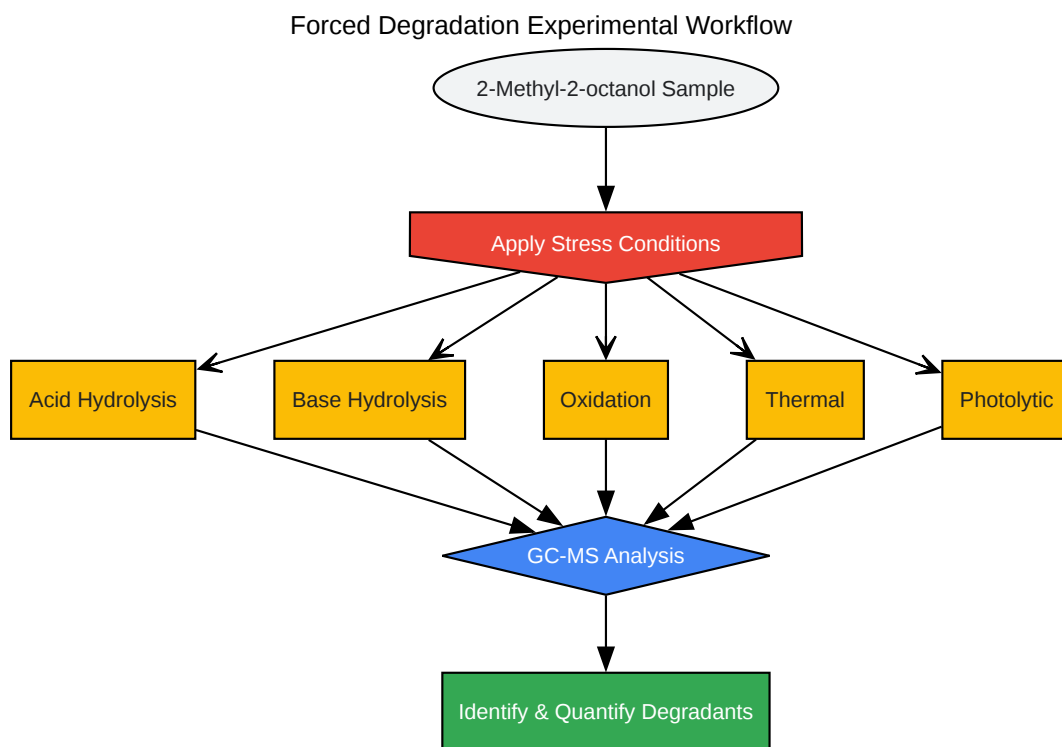 Forced Degradation Experimental Workflow
2-Methyl-2-octanol Sample
Apply Stress Conditions
Acid Hydrolysis
Base Hydrolysis
Oxidation
Thermal
Photolytic
GC-MS Analysis
Identify & Quantify Degradants